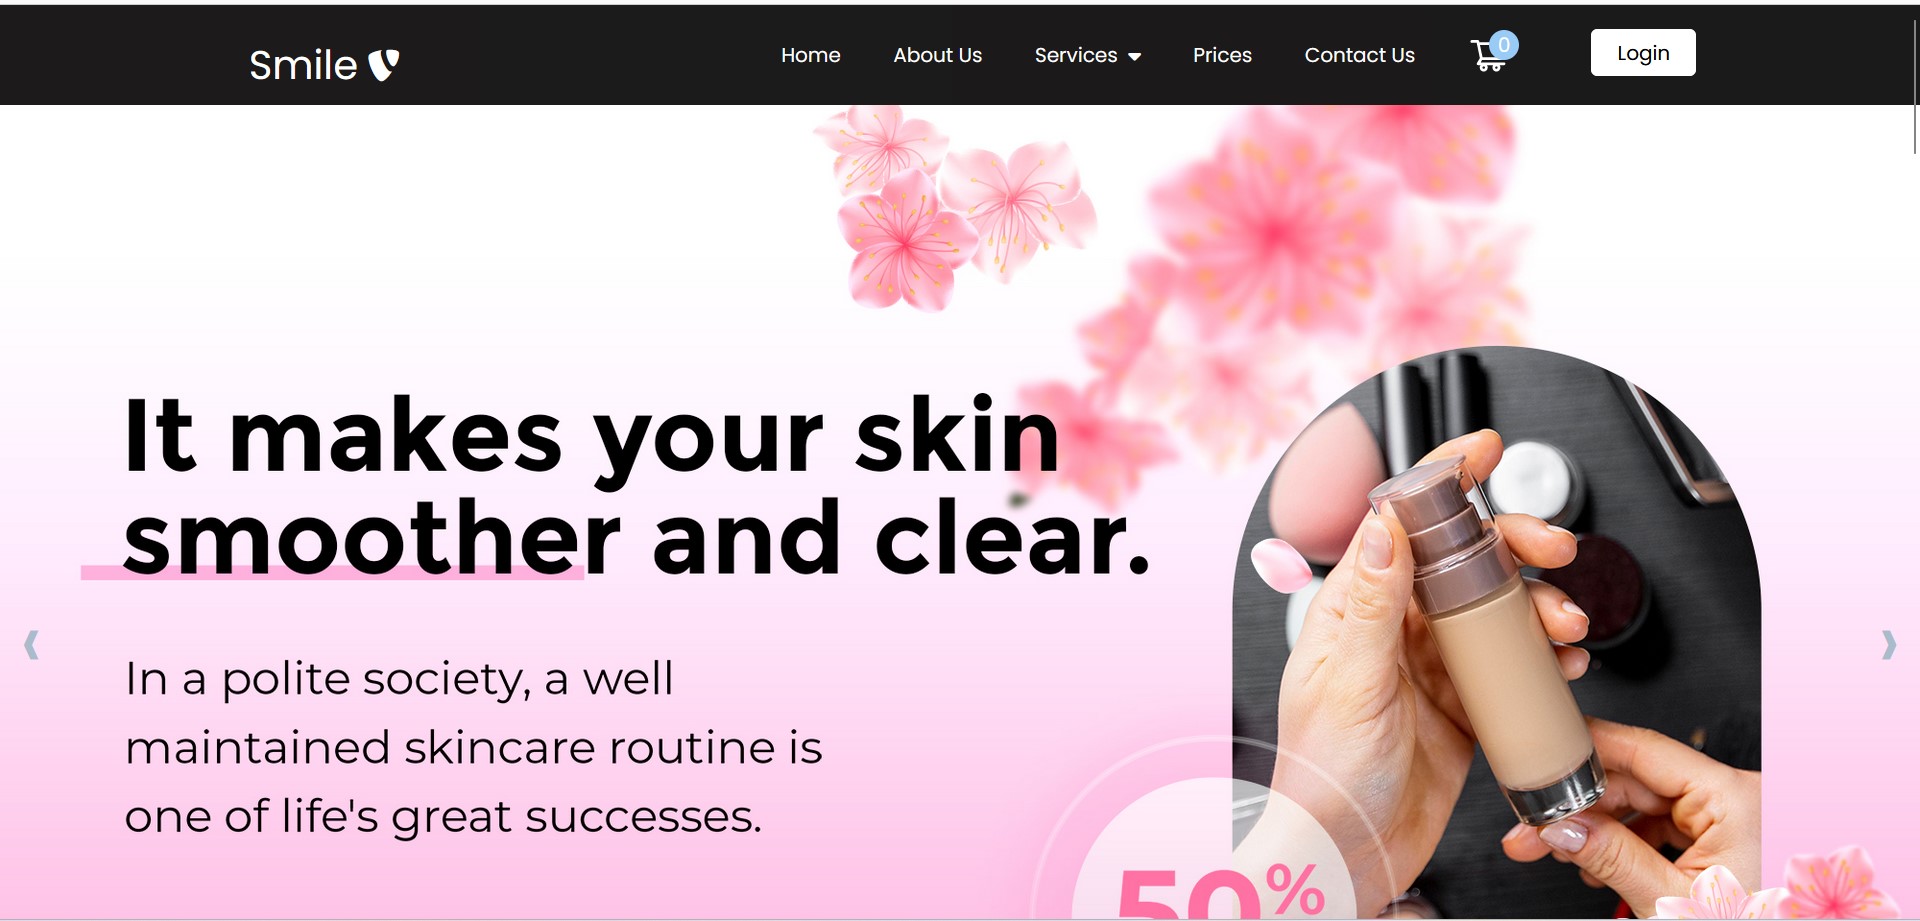 Smile
Home About Us Services Prices Contact Us 0 Login
It makes your skin
smoother and clear.
In a polite society, a well
maintained skincare routine is
one of life's great successes.
50%